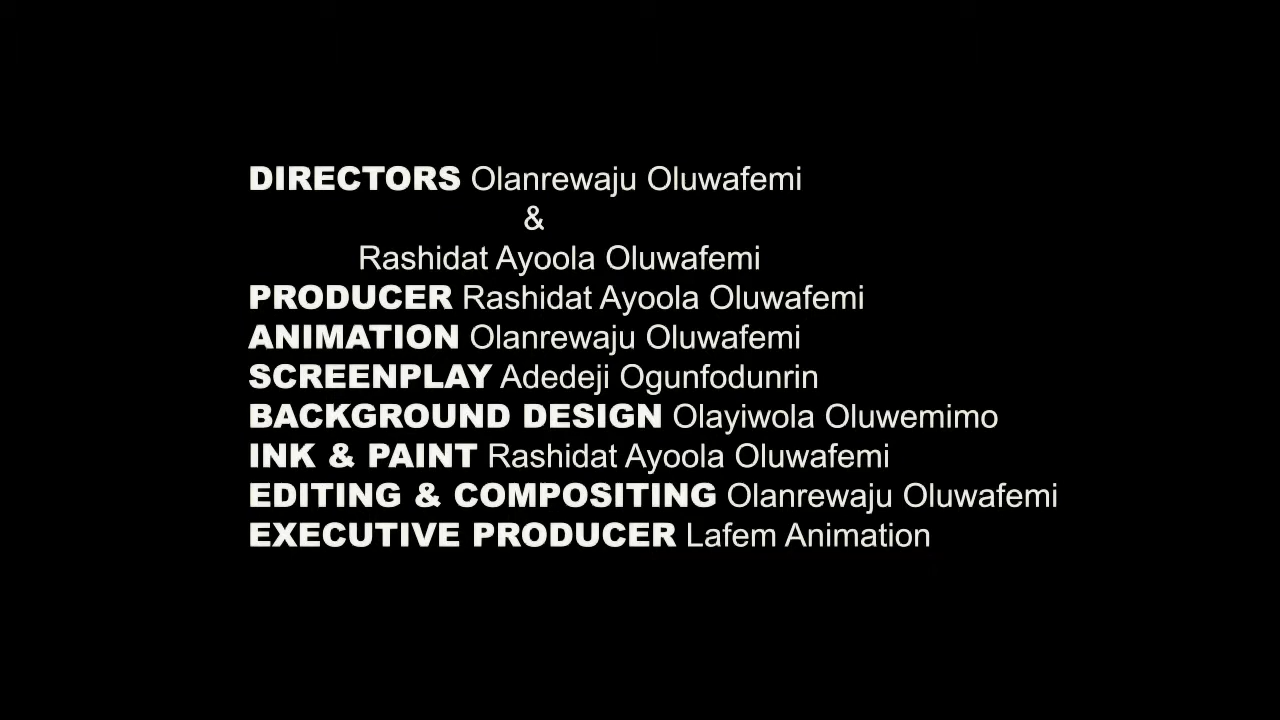 DIRECTORS Olanrewaju Oluwafemi
&
Rashidat Ayoola Oluwafemi
PRODUCER Rashidat Ayoola Oluwafemi
ANIMATION Olanrewaju Oluwafemi
SCREENPLAY Adedeji Ogunfodunrin
BACKGROUND DESIGN Olayiwola Oluwemimo
INK & PAINT Rashidat Ayoola Oluwafemi
EDITING & COMPOSITING Olanrewaju Oluwafemi
EXECUTIVE PRODUCER Lafem Animation